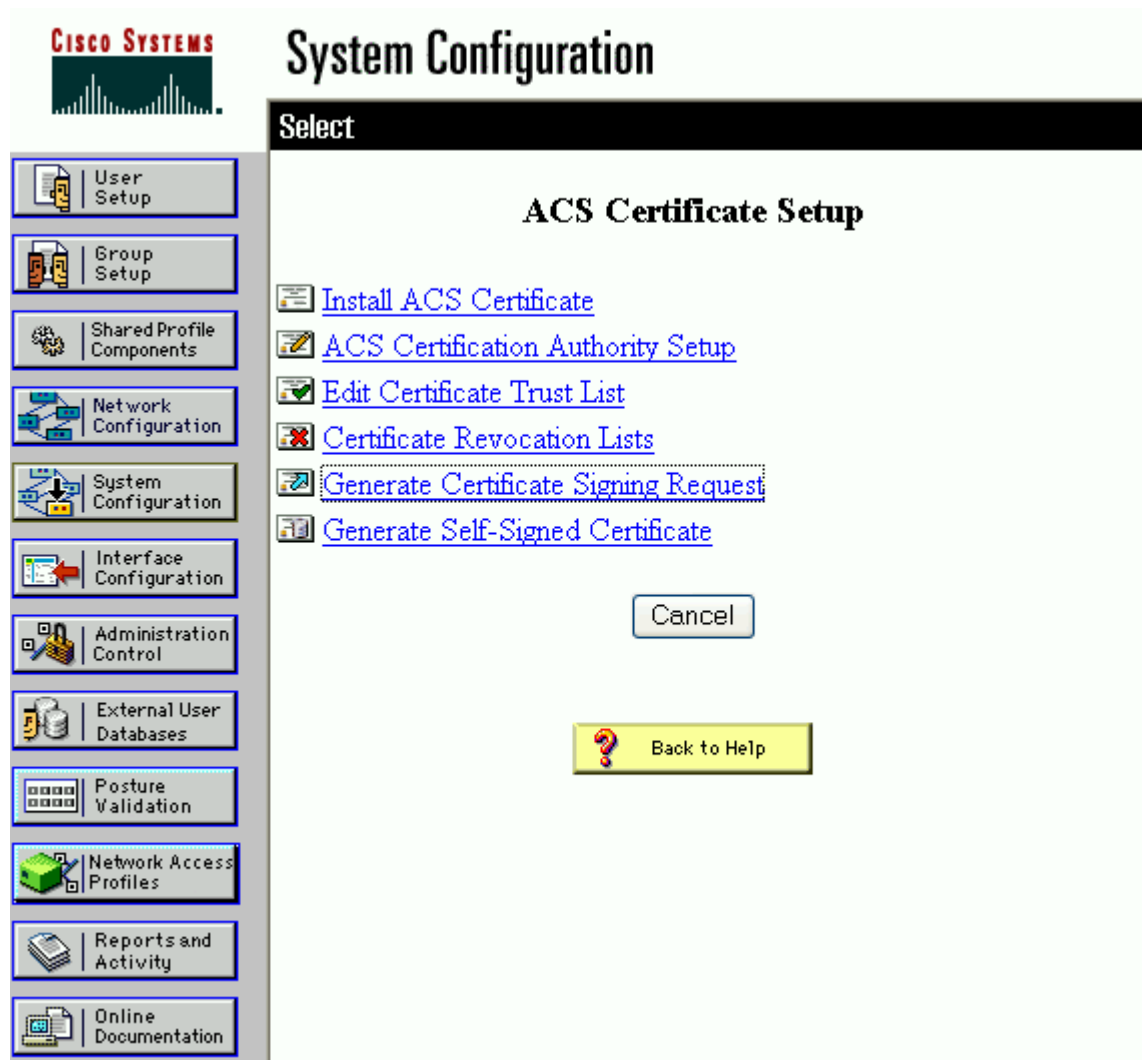 CISCO SYSTEMS
System Configuration
Select
User
Setup
Group
Setup
Shared Profile
Components
Network
Configuration
System
Configuration
Interface
Configuration
Administration
Control
External User
Databases
Posture
Validation
Network Access
Profiles
Reports and
Activity
Online
Documentation
ACS Certificate Setup
Install ACS Certificate
ACS Certification Authority Setup
Edit Certificate Trust List
Certificate Revocation Lists
Generate Certificate Signing Request
Generate Self-Signed Certificate
Cancel
? Back to Help